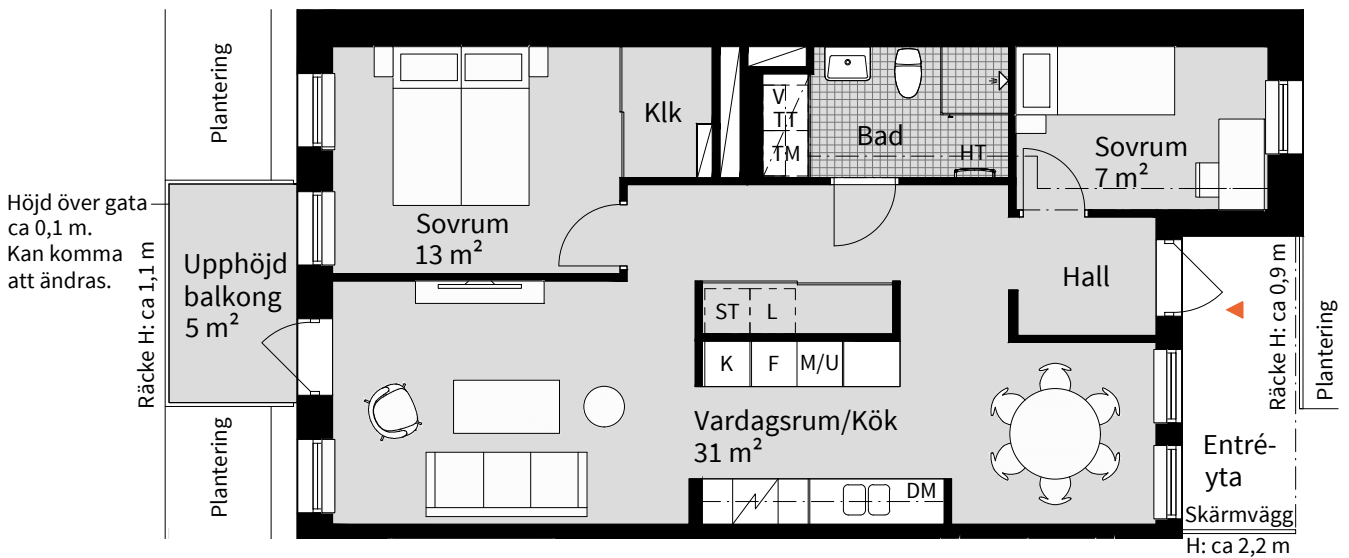 Plantering
Höjd över gata
ca 0,1 m.
Kan komma
att ändras.
Räcke H: ca 1,1 m
Upphöjd
balkong
5 m²
Plantering
Sovrum
13 m²
Klk
V
TT
TM
Bad
HT
Sovrum
7 m²
Hall
ST
L
K
F
M/U
Vardagsrum/Kök
31 m²
DM
Räcke H: ca 0,9 m
Plantering
Entré-
yta
Skärmvägg
H: ca 2,2 m